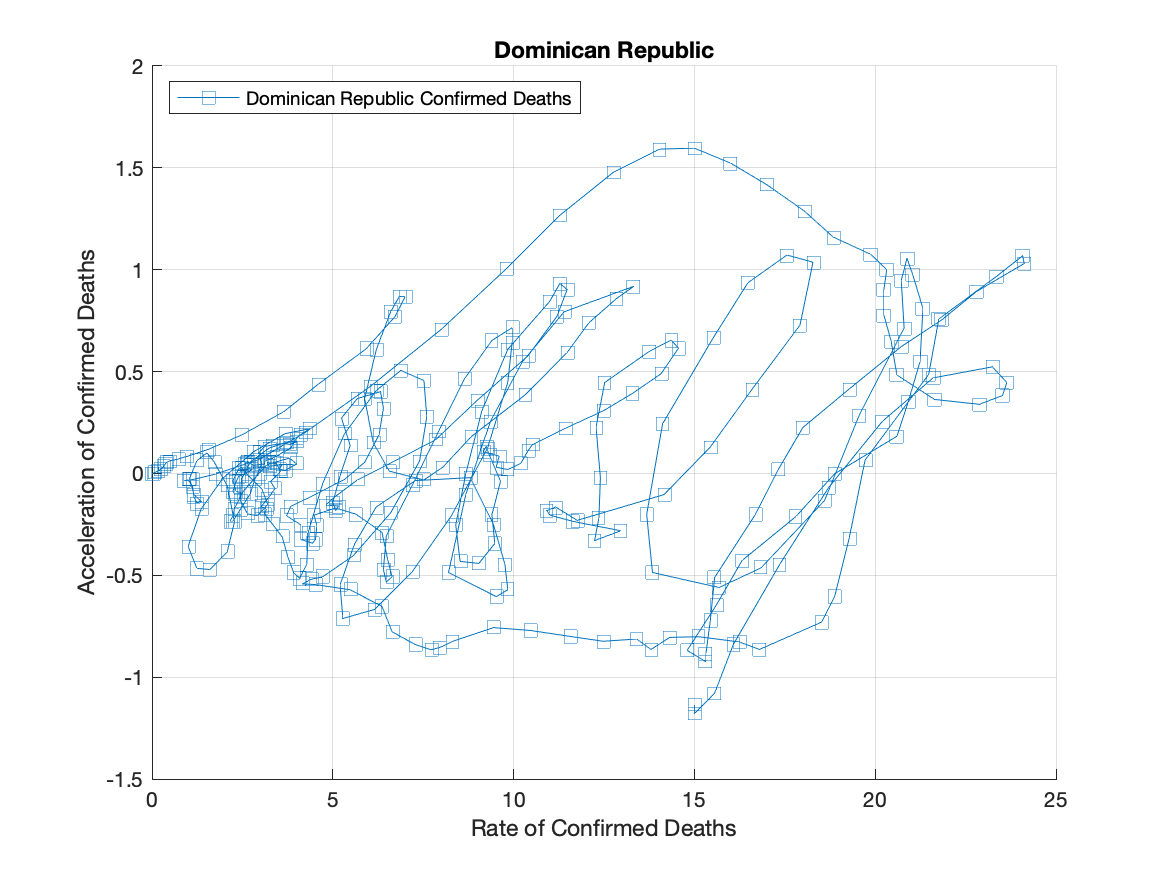 Dominican Republic
Dominican Republic Confirmed Deaths
2
1.5
1
0.5
0
-0.5
-1
-1.5
0 5 10 15 20 25
Acceleration of Confirmed Deaths
Rate of Confirmed Deaths